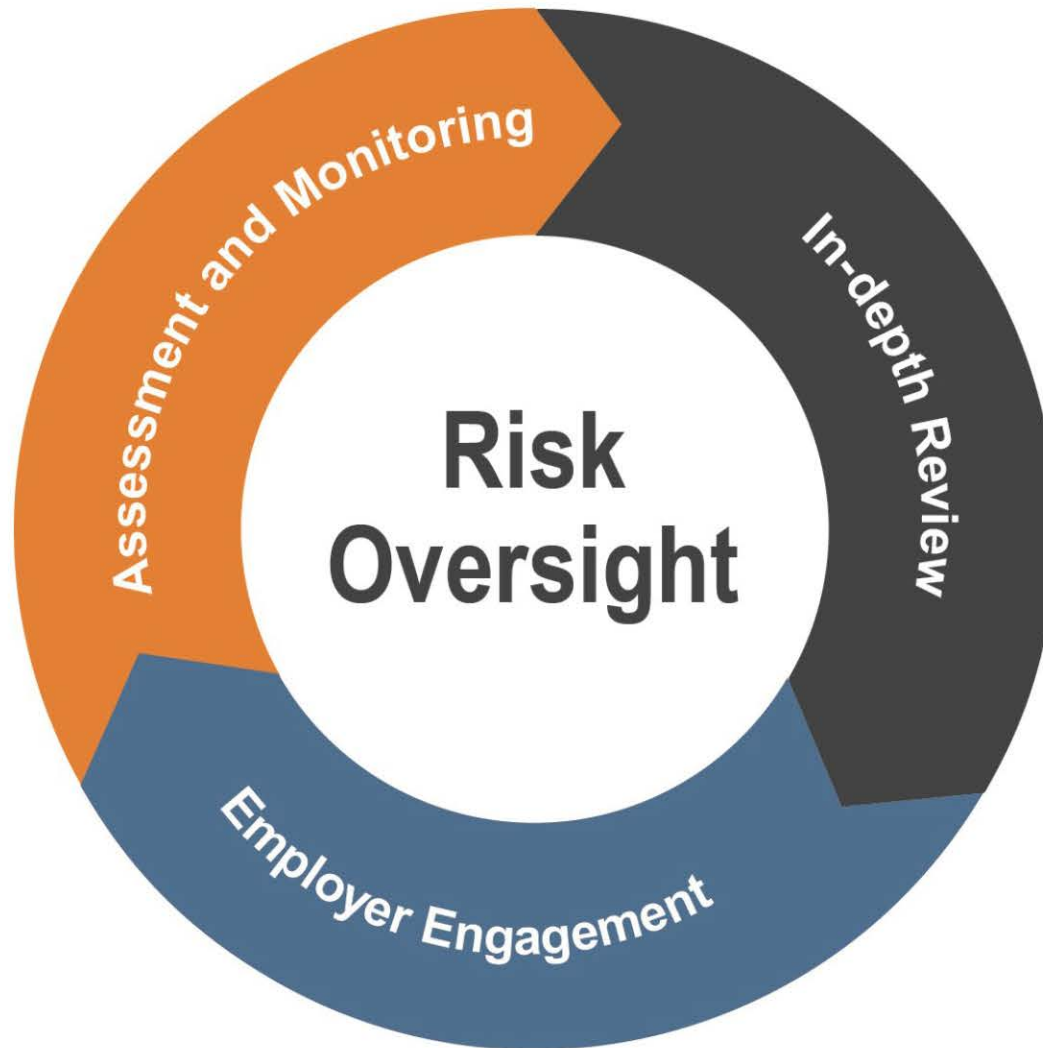 Assessment and Monitoring
In-depth Review
Risk
Oversight
Employer Engagement